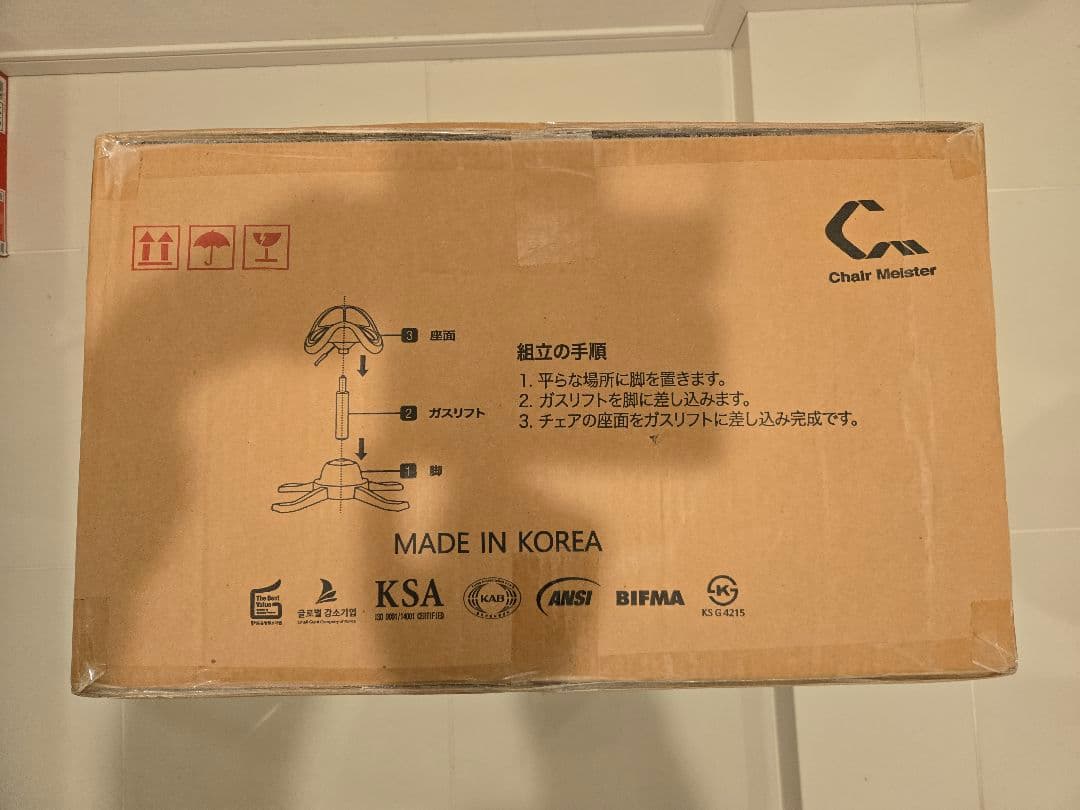 Chair Meister
3 座面
2 ガスリフト
1 脚
組立の手順
1. 平らな場所に脚を置きます。
2. ガスリフトを脚に差し込みます。
3. チェアの座面をガスリフトに差し込み完成です。
MADE IN KOREA
The Best
Value
글로벌 강소기업
KSA
ISO 9001/14001 CERTIFIED
KAB
ANSI
BIFMA
KS G 4215